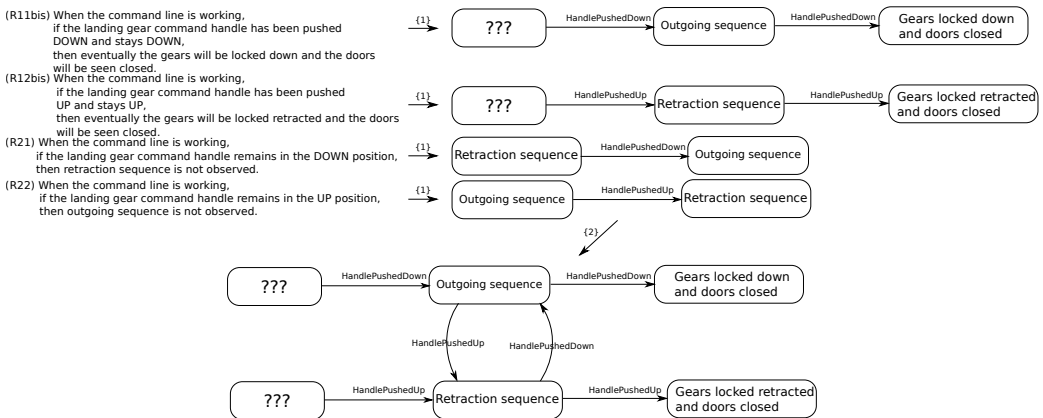 (R11bis) When the command line is working,
if the landing gear command handle has been pushed
DOWN and stays DOWN,
then eventually the gears will be locked down and the doors
will be seen closed.
{1}
???
HandlePushedDown
Outgoing sequence
HandlePushedDown
Gears locked down
and doors closed
(R12bis) When the command line is working,
if the landing gear command handle has been pushed
UP and stays UP,
then eventually the gears will be locked retracted and the doors
will be seen closed.
{1}
???
HandlePushedUp
Retraction sequence
HandlePushedUp
Gears locked retracted
and doors closed
(R21) When the command line is working,
if the landing gear command handle remains in the DOWN position,
then retraction sequence is not observed.
{1}
Retraction sequence
HandlePushedDown
Outgoing sequence
(R22) When the command line is working,
if the landing gear command handle remains in the UP position,
then outgoing sequence is not observed.
{1}
Outgoing sequence
HandlePushedUp
Retraction sequence
{2}
???
HandlePushedDown
Outgoing sequence
HandlePushedDown
Gears locked down
and doors closed
HandlePushedUp
HandlePushedDown
???
HandlePushedUp
Retraction sequence
HandlePushedUp
Gears locked retracted
and doors closed